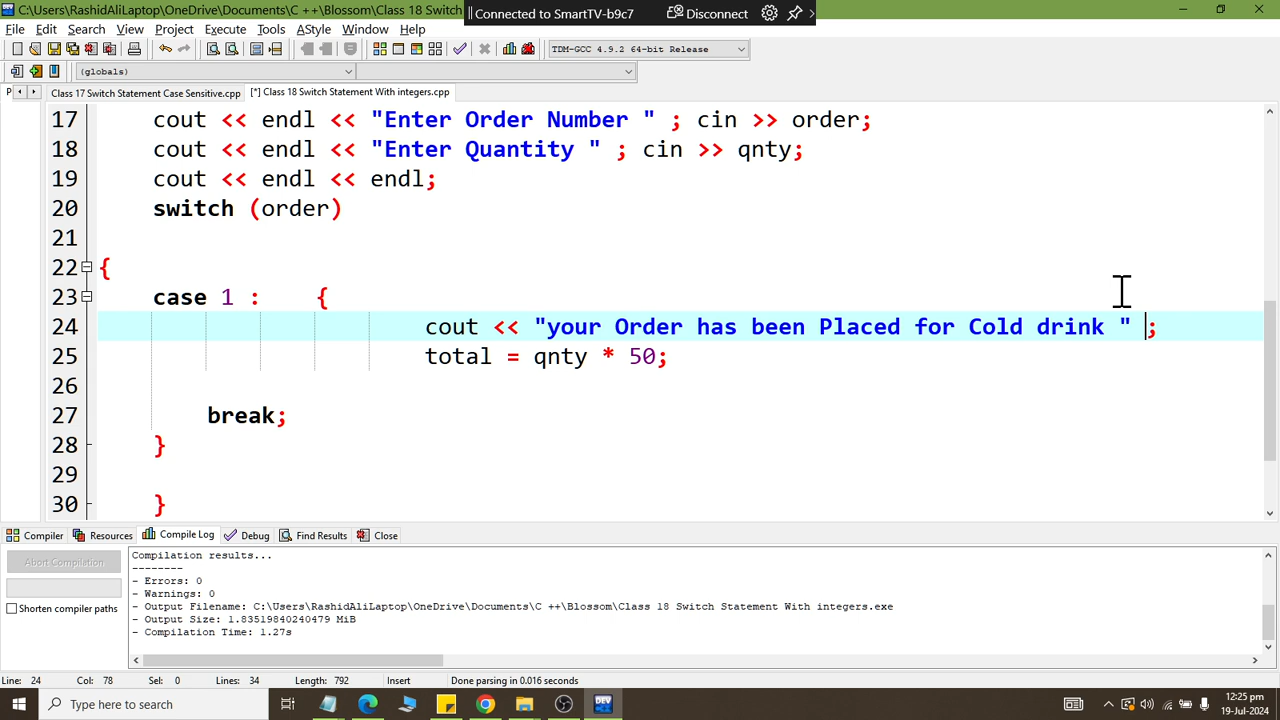 C:\Users\RashidAliLaptop\OneDrive\Documents\C ++\Blossom\Class 18 Switch
Connected to SmartTV-b9c7 Disconnect
File Edit Search View Project Execute Tools AStyle Window Help
TDM-GCC 4.9.2 64-bit Release
(globals)
P Class 17 Switch Statement Case Sensitive.cpp [*] Class 18 Switch Statement With integers.cpp
17 cout << endl << "Enter Order Number " ; cin >> order;
18 cout << endl << "Enter Quantity " ; cin >> qnty;
19 cout << endl << endl;
20 switch (order)
21
22 {
23 case 1 : {
24 cout << "your Order has been Placed for Cold drink " ;
25 total = qnty * 50;
26
27 break;
28 }
29
30 }
Compiler Resources Compile Log Debug Find Results Close
Abort Compilation
Shorten compiler paths
Compilation results...
--------
- Errors: 0
- Warnings: 0
- Output Filename: C:\Users\RashidAliLaptop\OneDrive\Documents\C ++\Blossom\Class 18 Switch Statement With integers.exe
- Output Size: 1.83519840240479 MiB
- Compilation Time: 1.27s
Line: 24 Col: 78 Sel: 0 Lines: 34 Length: 792 Insert Done parsing in 0.016 seconds
Type here to search
DEV
12:25 pm
19-Jul-2024